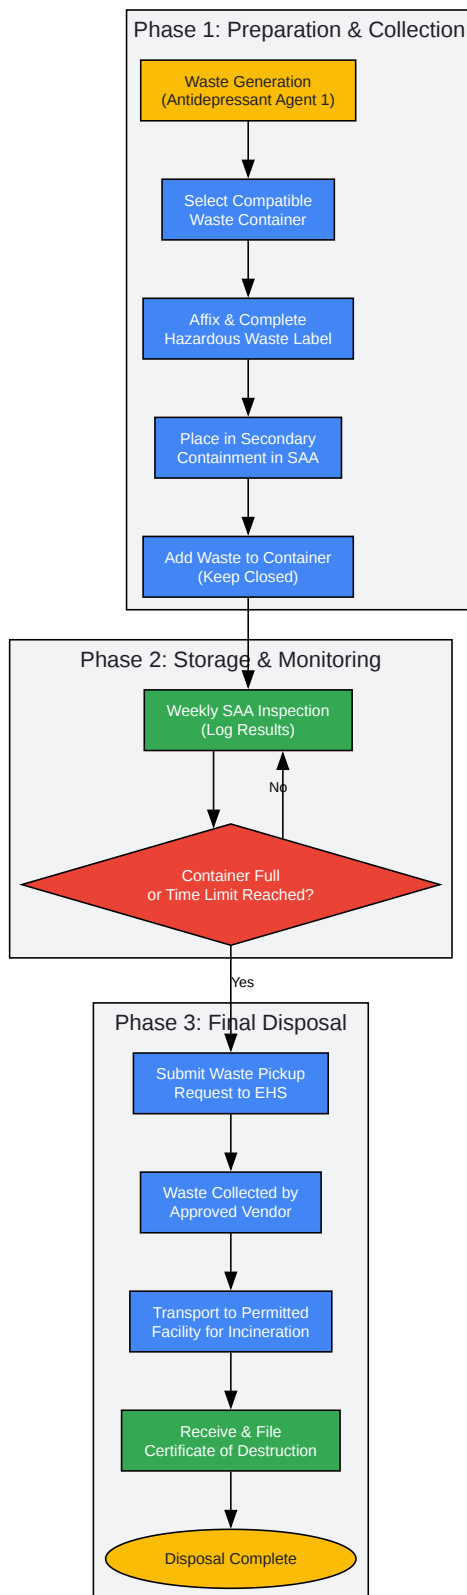 Phase 1: Preparation & Collection
Waste Generation
(Antidepressant Agent 1)
Select Compatible
Waste Container
Affix & Complete
Hazardous Waste Label
Place in Secondary
Containment in SAA
Add Waste to Container
(Keep Closed)
Phase 2: Storage & Monitoring
Weekly SAA Inspection
(Log Results)
No
Container Full
or Time Limit Reached?
Yes
Phase 3: Final Disposal
Submit Waste Pickup
Request to EHS
Waste Collected by
Approved Vendor
Transport to Permitted
Facility for Incineration
Receive & File
Certificate of Destruction
Disposal Complete